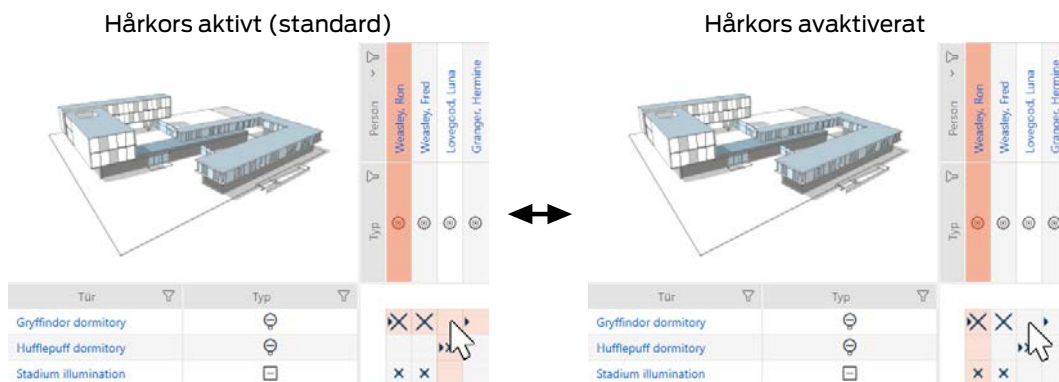 Hårkors aktivt (standard)
Person
Weasley, Ron
Weasley, Fred
Lovegood, Luna
Granger, Hermine
Typ
Tür Typ
Gryffindor dormitory
Hufflepuff dormitory
Stadium illumination
Hårkors avaktiverat
Person
Weasley, Ron
Weasley, Fred
Lovegood, Luna
Granger, Hermine
Typ
Tür Typ
Gryffindor dormitory
Hufflepuff dormitory
Stadium illumination